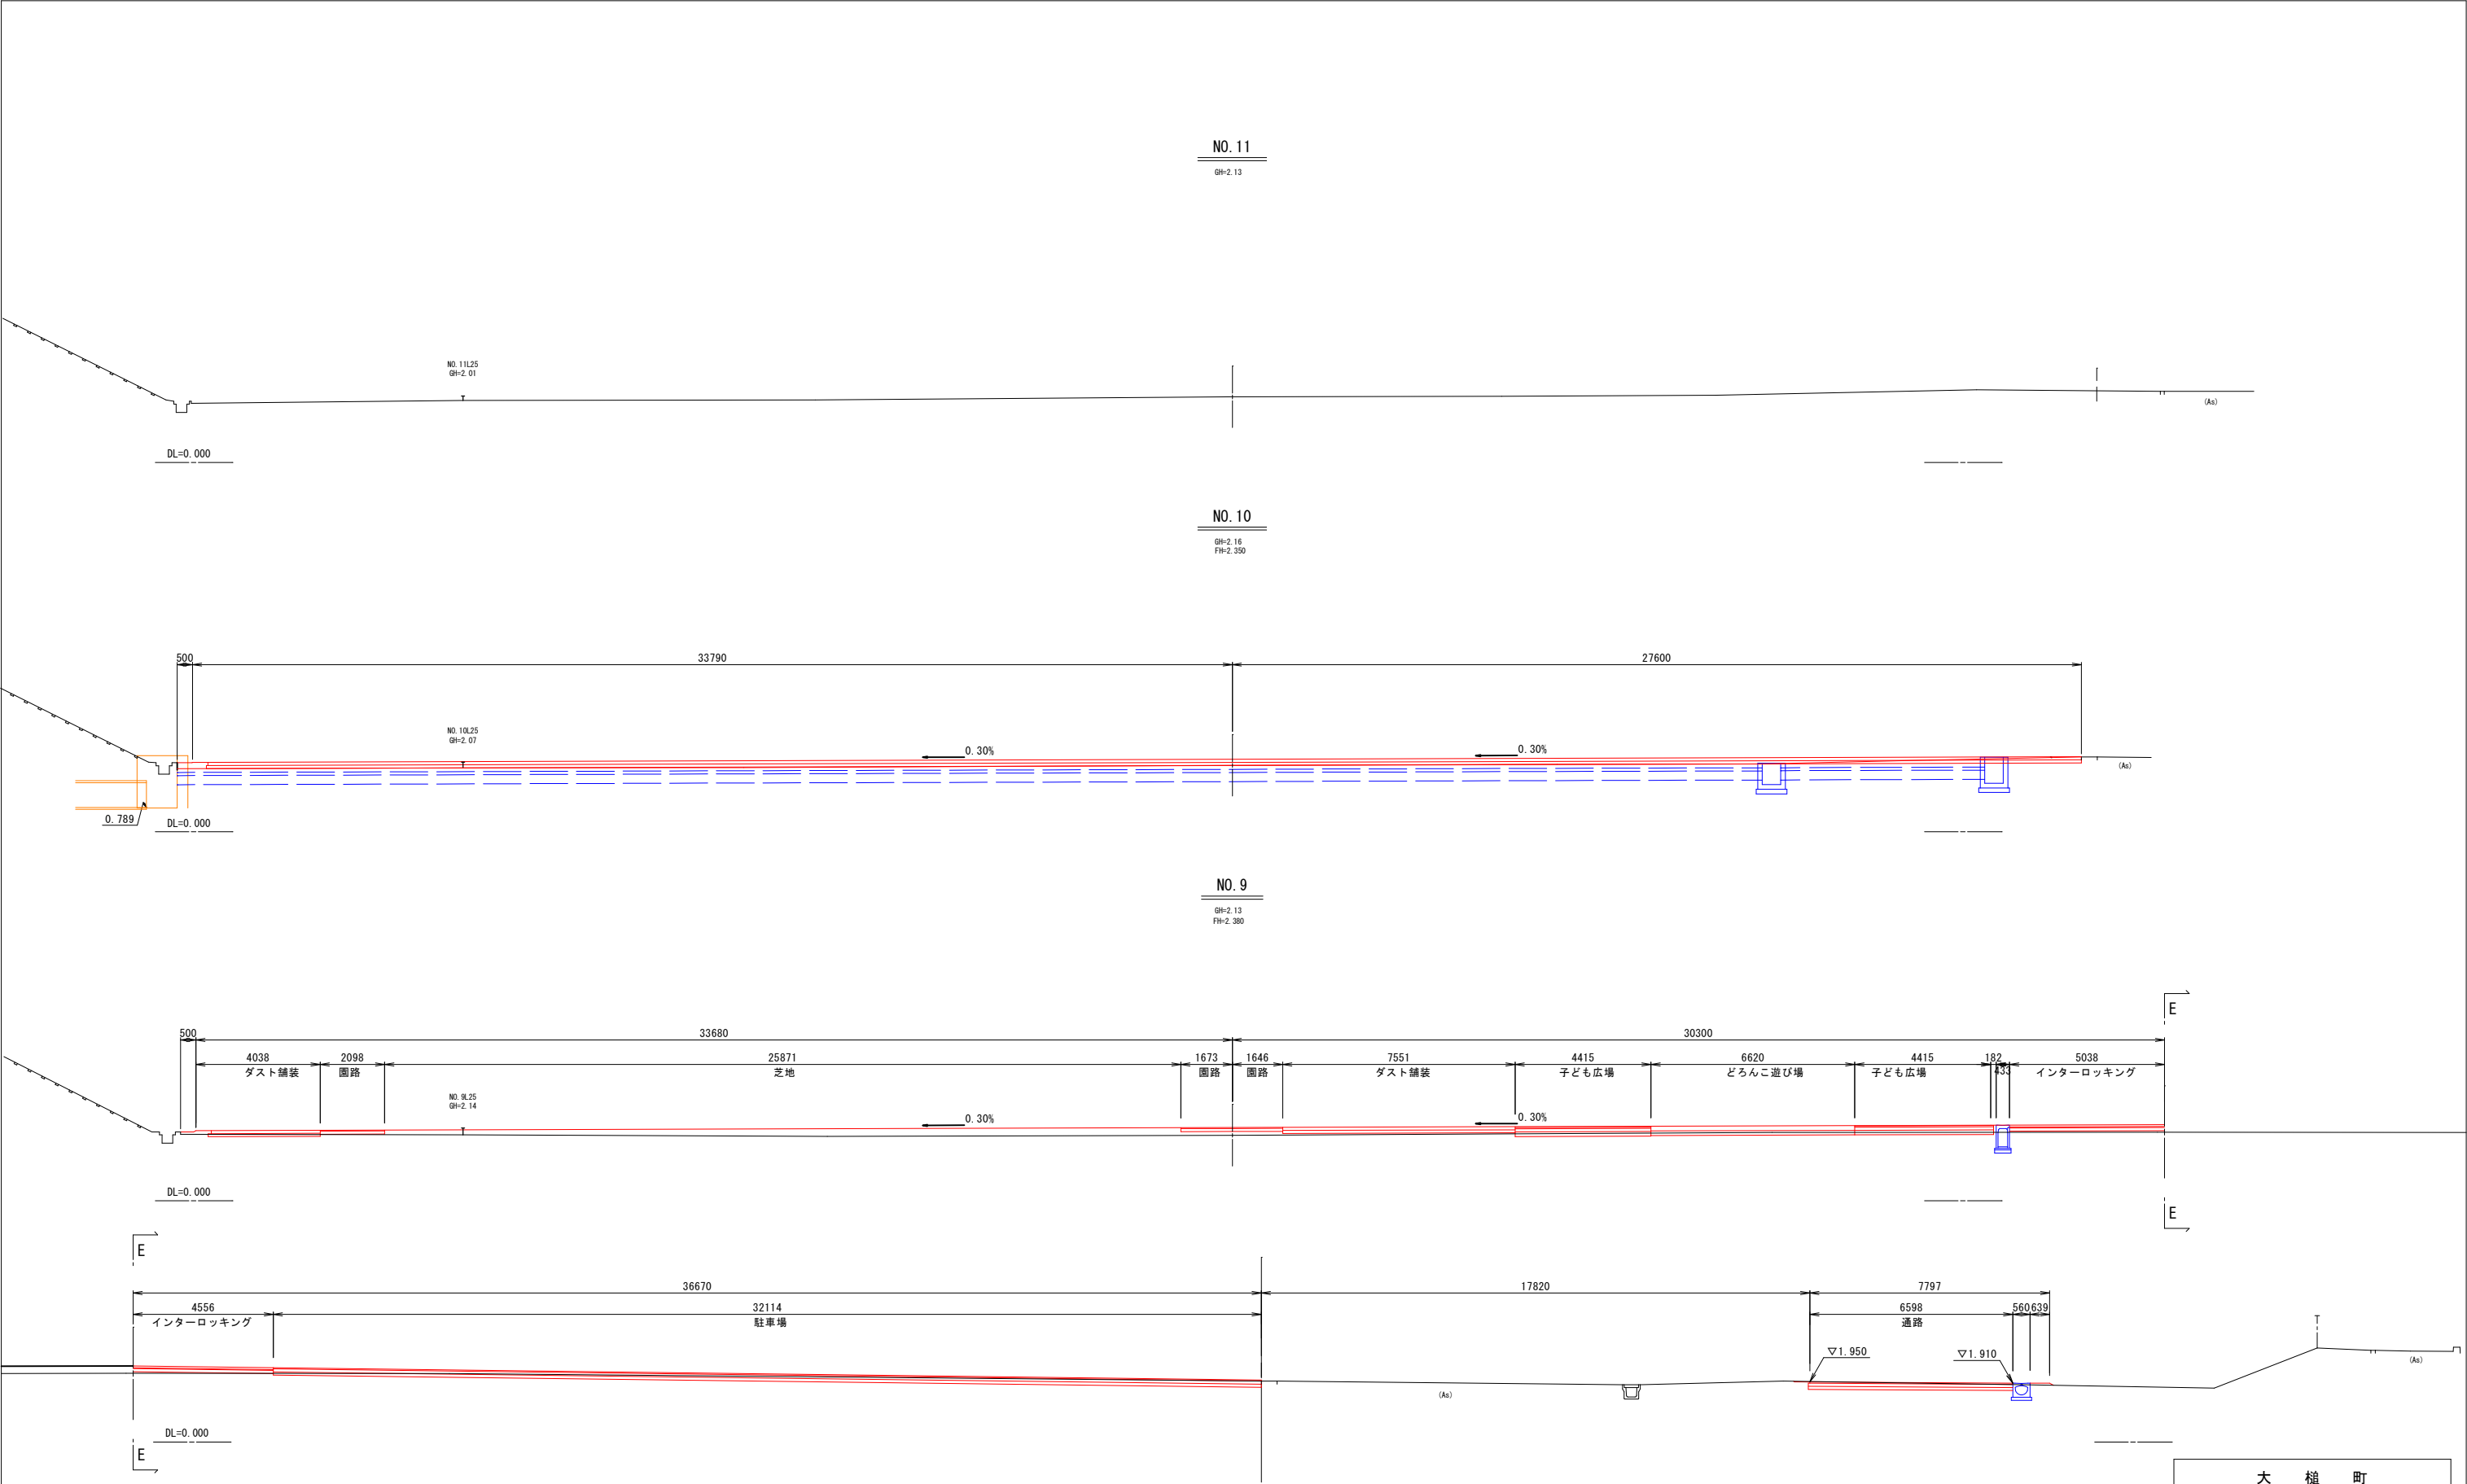 NO.11
GH=2.13
NO.11L25
GH=2.01
(As)
DL=0.000
NO.10
GH=2.16
FH=2.350
500 33790 27600
NO.10L25
GH=2.07
0.30% 0.30%
(As)
0.789
DL=0.000
NO.9
GH=2.13
FH=2.380
E
500 33680 30300
4038 2098 25871 1673 1646 7551 4415 6620 4415 182 5038
433
ダスト舗装 園路 芝地 園路 園路 ダスト舗装 子ども広場 どろんこ遊び場 子ども広場 インターロッキング
NO.9L25
GH=2.14
0.30% 0.30%
DL=0.000
E
E
36670 17820 7797
4556 32114 6598 560 639
インターロッキング 駐車場 通路
▽1.950 ▽1.910
(As)
(As)
DL=0.000
E
大槌町